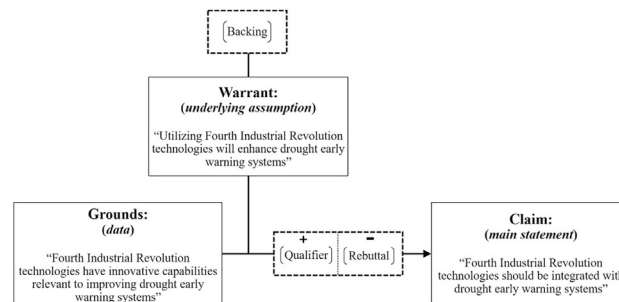 [Backing]
Warrant:
(underlying assumption)
“Utilizing Fourth Industrial Revolution
technologies will enhance drought early
warning systems”
Grounds:
(data)
“Fourth Industrial Revolution
technologies have innovative capabilities
relevant to improving drought early
warning systems”
+
[Qualifier]
-
[Rebuttal]
Claim:
(main statement)
“Fourth Industrial Revolution
technologies should be integrated with
drought early warning systems”